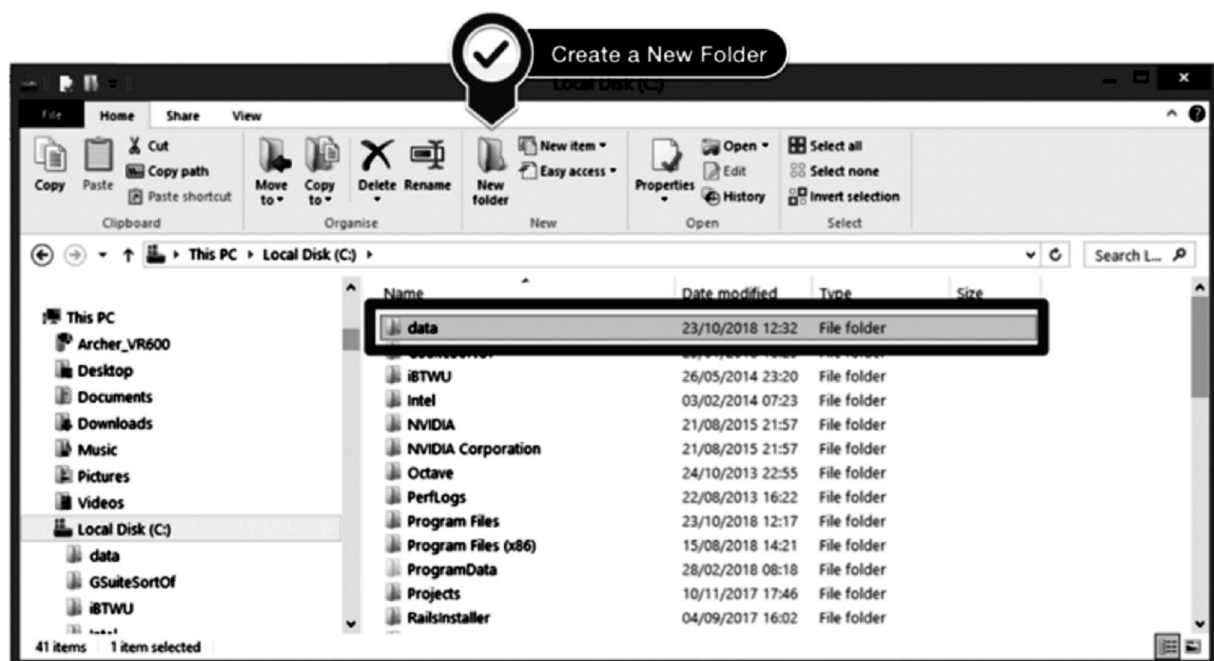 Create a New Folder
Local Disk (C:)
File Home Share View
Copy
Paste
Cut
Copy path
Paste shortcut
Clipboard
Move to
Copy to
Delete
Rename
Organise
New folder
New item
Easy access
New
Properties
Open
Edit
History
Open
Select all
Select none
Invert selection
Select
This PC Local Disk (C:)
Search L...
This PC
Archer_VR600
Desktop
Documents
Downloads
Music
Pictures
Videos
Local Disk (C:)
data
GSuiteSortOf
iBTWU
Intel
Name Date modified Type Size
data 23/10/2018 12:32 File folder
GSuiteSortOf File folder
iBTWU 26/05/2014 23:20 File folder
Intel 03/02/2014 07:23 File folder
NVIDIA 21/08/2015 21:57 File folder
NVIDIA Corporation 21/08/2015 21:57 File folder
Octave 24/10/2013 22:55 File folder
PerfLogs 22/08/2013 16:22 File folder
Program Files 23/10/2018 12:17 File folder
Program Files (x86) 15/08/2018 14:21 File folder
ProgramData 28/02/2018 08:18 File folder
Projects 10/11/2017 17:46 File folder
RailsInstaller 04/09/2017 16:02 File folder
41 items 1 item selected